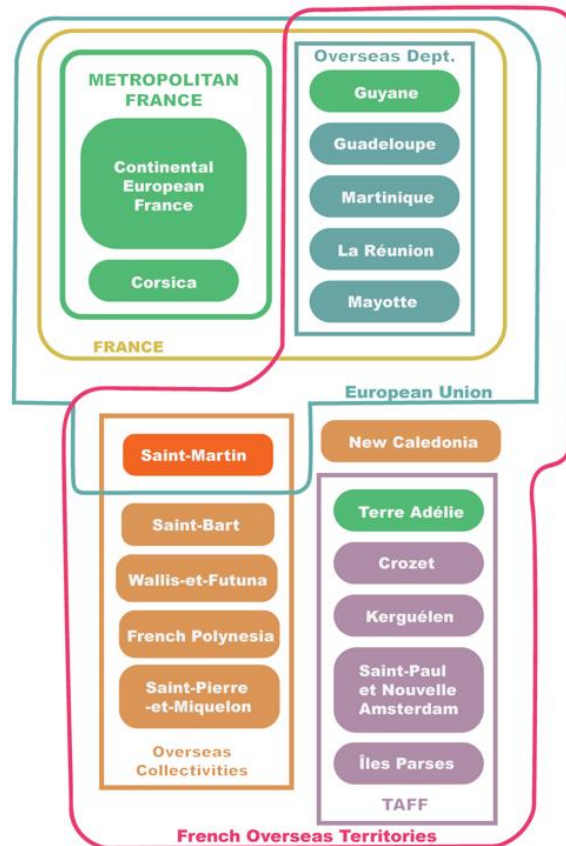 METROPOLITAN
FRANCE
Continental
European
France
Corsica
FRANCE
Overseas Dept.
Guyane
Guadeloupe
Martinique
La Réunion
Mayotte
European Union
Saint-Martin
Saint-Bart
Wallis-et-Futuna
French Polynesia
Saint-Pierre
-et-Miquelon
Overseas
Collectivities
New Caledonia
Terre Adélie
Crozet
Kerguélen
Saint-Paul
et Nouvelle
Amsterdam
Îles Parses
TAFF
French Overseas Territories